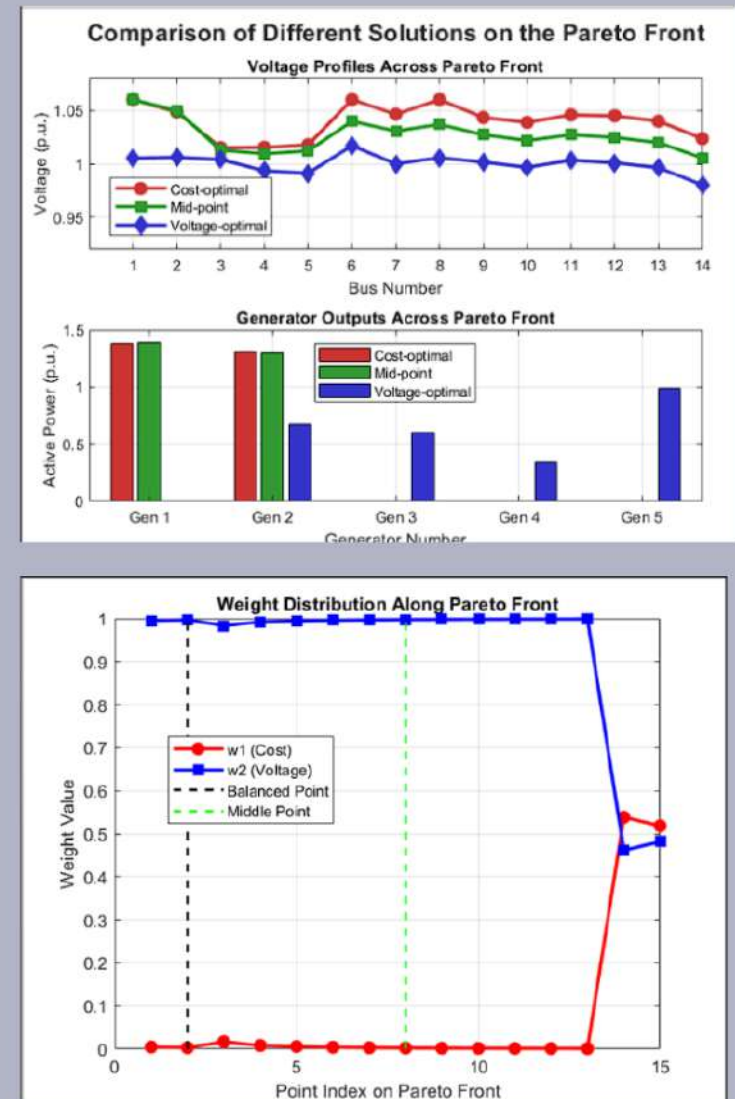 Comparison of Different Solutions on the Pareto Front
Voltage Profiles Across Pareto Front
1.05
1
0.95
Voltage (p.u.)
Cost-optimal
Mid-point
Voltage-optimal
1 2 3 4 5 6 7 8 9 10 11 12 13 14
Bus Number
Generator Outputs Across Pareto Front
1.5
1
0.5
0
Active Power (p.u.)
Cost-optimal
Mid-point
Voltage-optimal
Gen 1 Gen 2 Gen 3 Gen 4 Gen 5
Generator Number
Weight Distribution Along Pareto Front
1
0.9
0.8
0.7
0.6
0.5
0.4
0.3
0.2
0.1
0
Weight Value
w1 (Cost)
w2 (Voltage)
Balanced Point
Middle Point
0 5 10 15
Point Index on Pareto Front